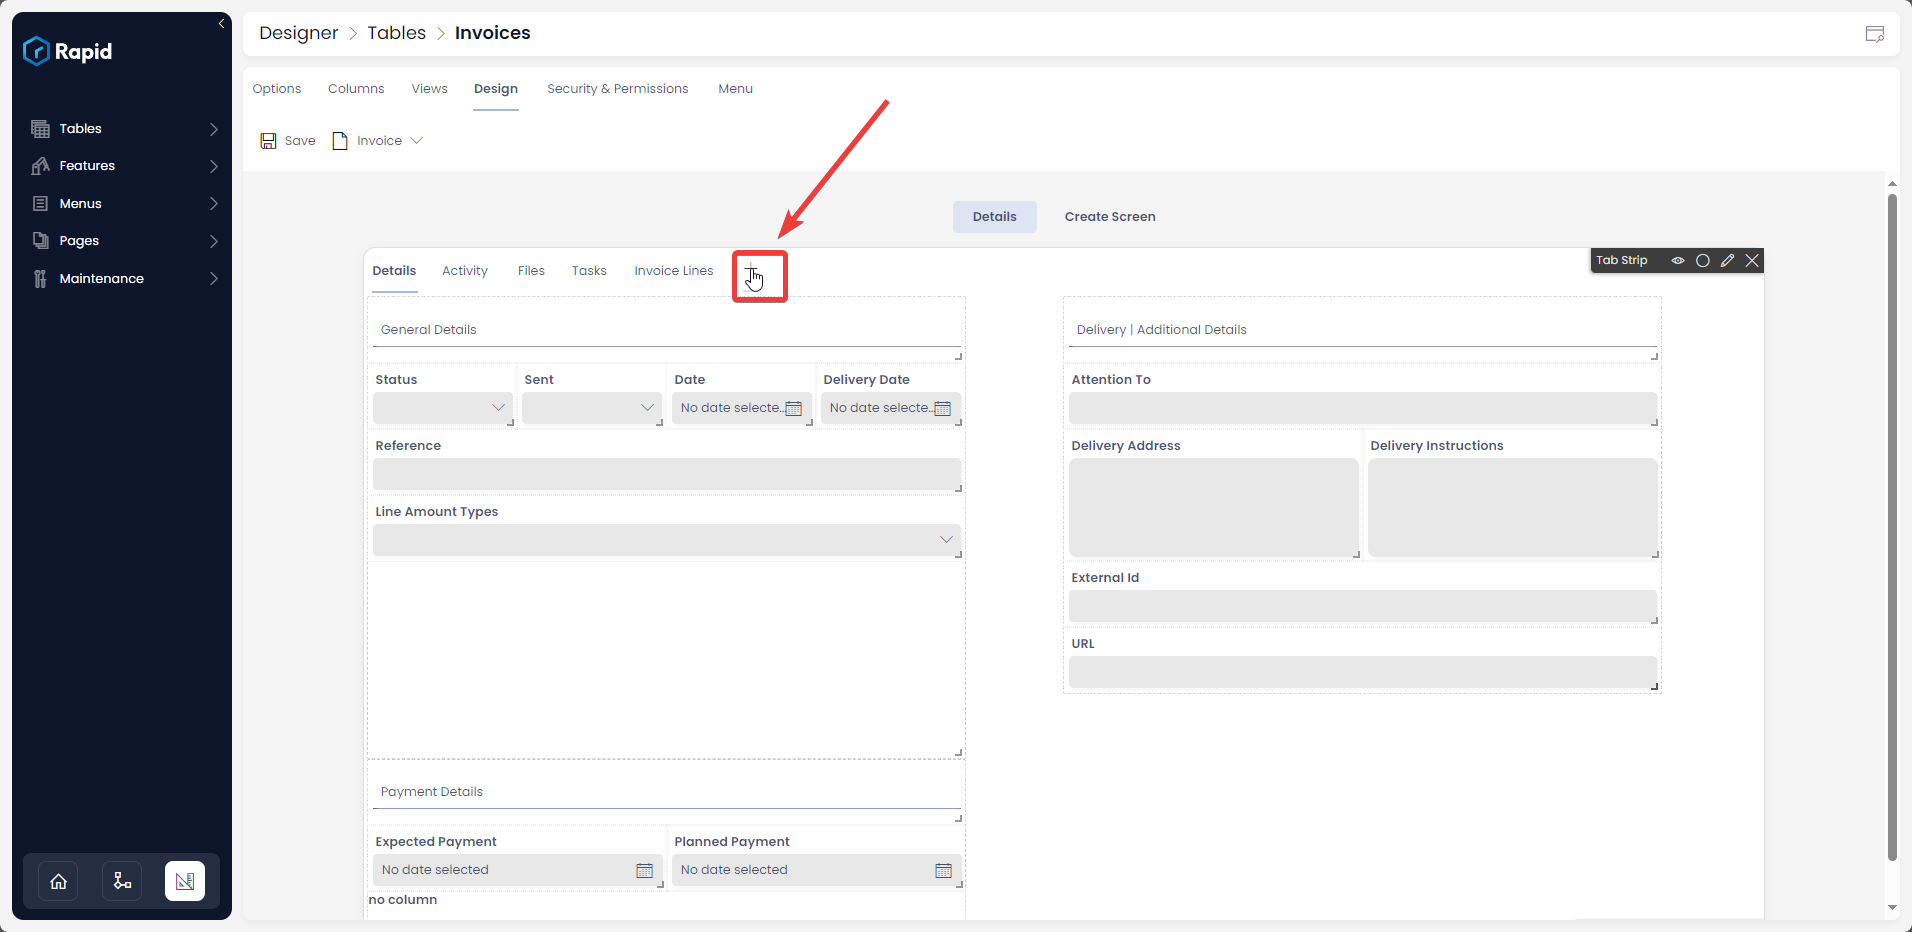 Rapid
Designer > Tables > Invoices
Options Columns Views Design Security & Permissions Menu
Save Invoice
Tables
Features
Menus
Pages
Maintenance
Details Create Screen
Details Activity Files Tasks Invoice Lines
Tab Strip
General Details
Status Sent Date Delivery Date
No date selecte... No date selecte...
Reference
Line Amount Types
Payment Details
Expected Payment Planned Payment
No date selected No date selected
no column
Delivery | Additional Details
Attention To
Delivery Address Delivery Instructions
External Id
URL